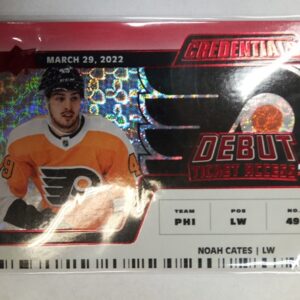 CREDENTIALS
MARCH 29, 2022
DEBUT
TICKET ACCESS
TEAM POS NO.
PHI LW 49
NOAH CATES | LW